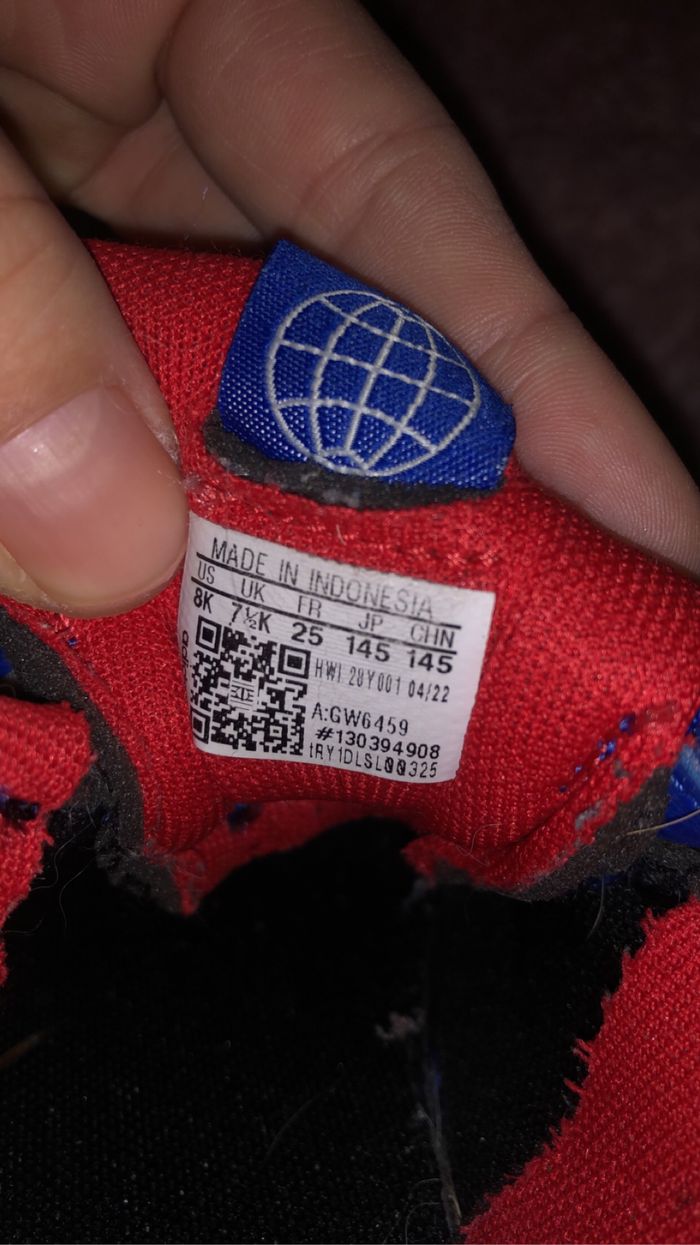 MADE IN INDONESIA
US UK FR JP CHN
8K 7½K 25 145 145
HWI 28Y001 04/22
A:GW6459
#130394908
tRY1DLSL00325